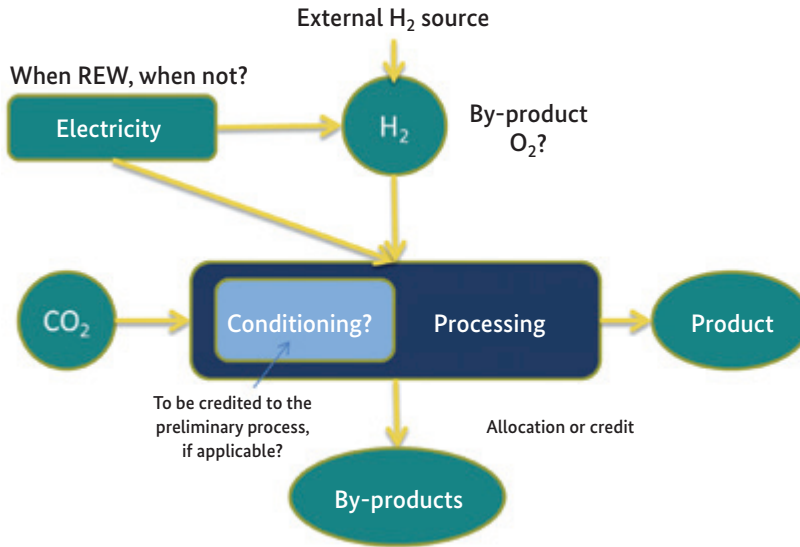 External H₂ source
When REW, when not?
Electricity
H₂
By-product
O₂?
CO₂
Conditioning?
Processing
Product
To be credited to the
preliminary process,
if applicable?
Allocation or credit
By-products